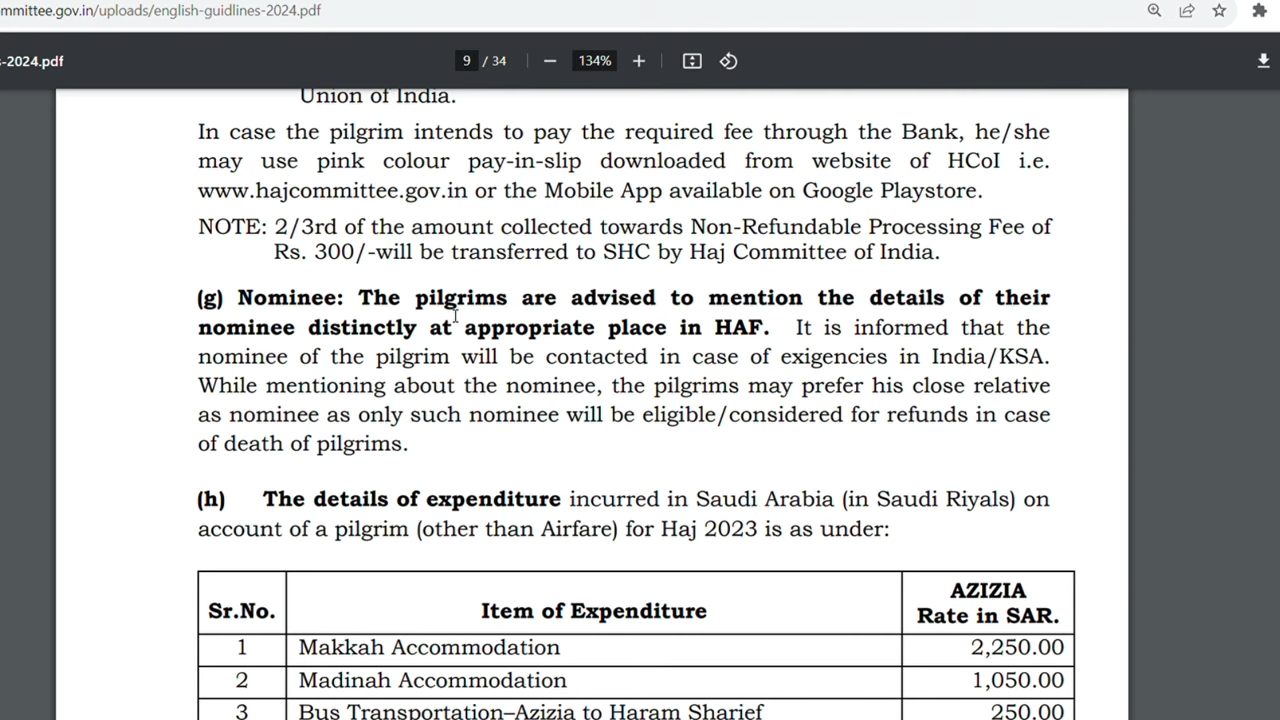 mmittee.gov.in/uploads/english-guidlines-2024.pdf
-2024.pdf
9 / 34
134%
Union of India.
In case the pilgrim intends to pay the required fee through the Bank, he/she
may use pink colour pay-in-slip downloaded from website of HCoI i.e.
www.hajcommittee.gov.in or the Mobile App available on Google Playstore.
NOTE: 2/3rd of the amount collected towards Non-Refundable Processing Fee of
Rs. 300/-will be transferred to SHC by Haj Committee of India.
(g) Nominee: The pilgrims are advised to mention the details of their
nominee distinctly at appropriate place in HAF. It is informed that the
nominee of the pilgrim will be contacted in case of exigencies in India/KSA.
While mentioning about the nominee, the pilgrims may prefer his close relative
as nominee as only such nominee will be eligible/considered for refunds in case
of death of pilgrims.
(h) The details of expenditure incurred in Saudi Arabia (in Saudi Riyals) on
account of a pilgrim (other than Airfare) for Haj 2023 is as under:
Sr.No. Item of Expenditure AZIZIA Rate in SAR.
1 Makkah Accommodation 2,250.00
2 Madinah Accommodation 1,050.00
3 Bus Transportation–Azizia to Haram Sharief 250.00